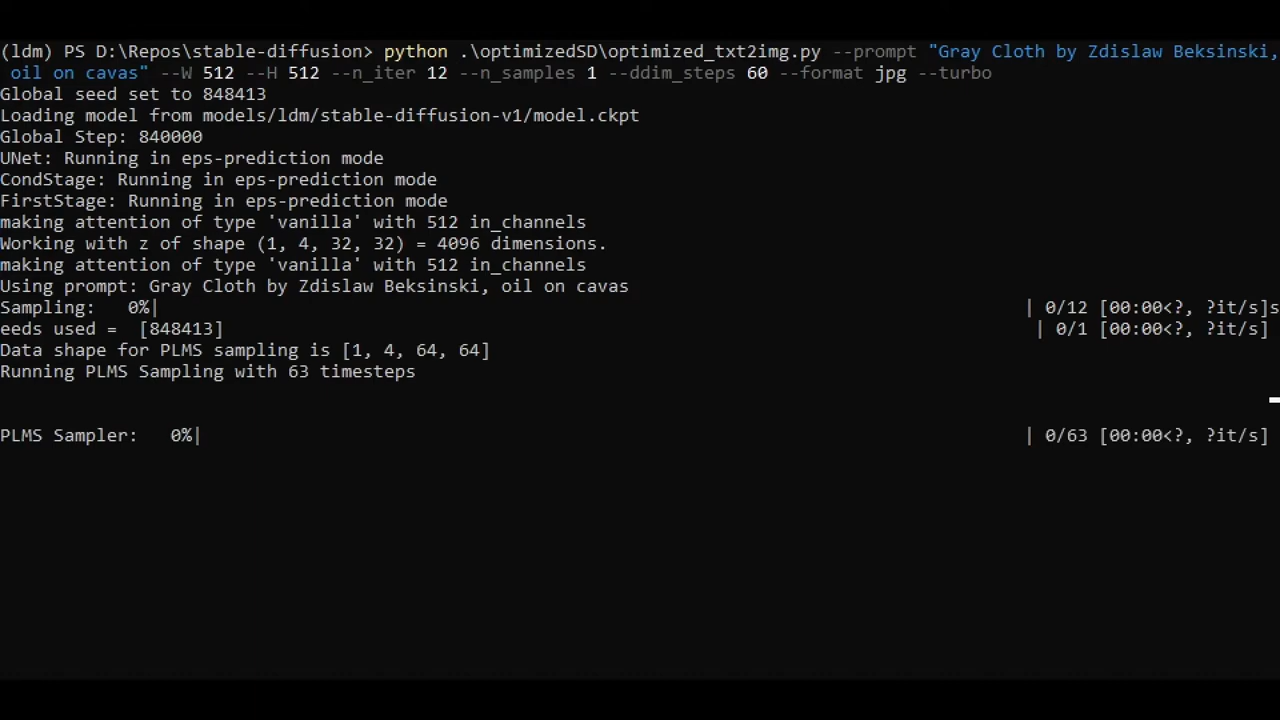 (ldm) PS D:\Repos\stable-diffusion> python .\optimizedSD\optimized_txt2img.py --prompt "Gray Cloth by Zdislaw Beksinski,
oil on cavas" --W 512 --H 512 --n_iter 12 --n_samples 1 --ddim_steps 60 --format jpg --turbo
Global seed set to 848413
Loading model from models/ldm/stable-diffusion-v1/model.ckpt
Global Step: 840000
UNet: Running in eps-prediction mode
CondStage: Running in eps-prediction mode
FirstStage: Running in eps-prediction mode
making attention of type 'vanilla' with 512 in_channels
Working with z of shape (1, 4, 32, 32) = 4096 dimensions.
making attention of type 'vanilla' with 512 in_channels
Using prompt: Gray Cloth by Zdislaw Beksinski, oil on cavas
Sampling:   0%| | 0/12 [00:00<?, ?it/s]s
eeds used =  [848413] | 0/1 [00:00<?, ?it/s]
Data shape for PLMS sampling is [1, 4, 64, 64]
Running PLMS Sampling with 63 timesteps
PLMS Sampler:   0%| | 0/63 [00:00<?, ?it/s]